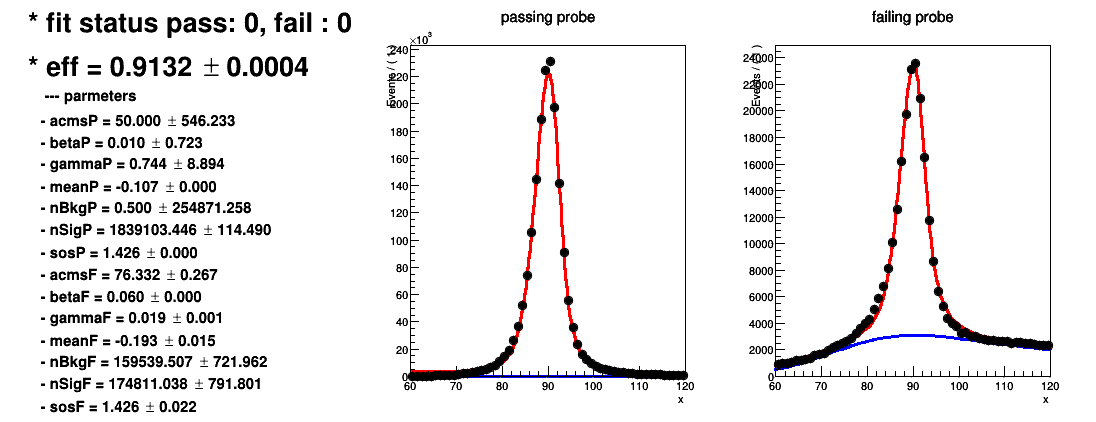 * fit status pass: 0, fail : 0
* eff = 0.9132 ± 0.0004
--- parmeters
- acmsP = 50.000 ± 546.233
- betaP = 0.010 ± 0.723
- gammaP = 0.744 ± 8.894
- meanP = -0.107 ± 0.000
- nBkgP = 0.500 ± 254871.258
- nSigP = 1839103.446 ± 114.490
- sosP = 1.426 ± 0.000
- acmsF = 76.332 ± 0.267
- betaF = 0.060 ± 0.000
- gammaF = 0.019 ± 0.001
- meanF = -0.193 ± 0.015
- nBkgF = 159539.507 ± 721.962
- nSigF = 174811.038 ± 791.801
- sosF = 1.426 ± 0.022
passing probe
×10³
Events / ( 1 )
240
220
200
180
160
140
120
100
80
60
40
20
0
60 70 80 90 100 110 120
x
failing probe
Events / ( )
24000
22000
20000
18000
16000
14000
12000
10000
8000
6000
4000
2000
0
60 70 80 90 100 110 120
x